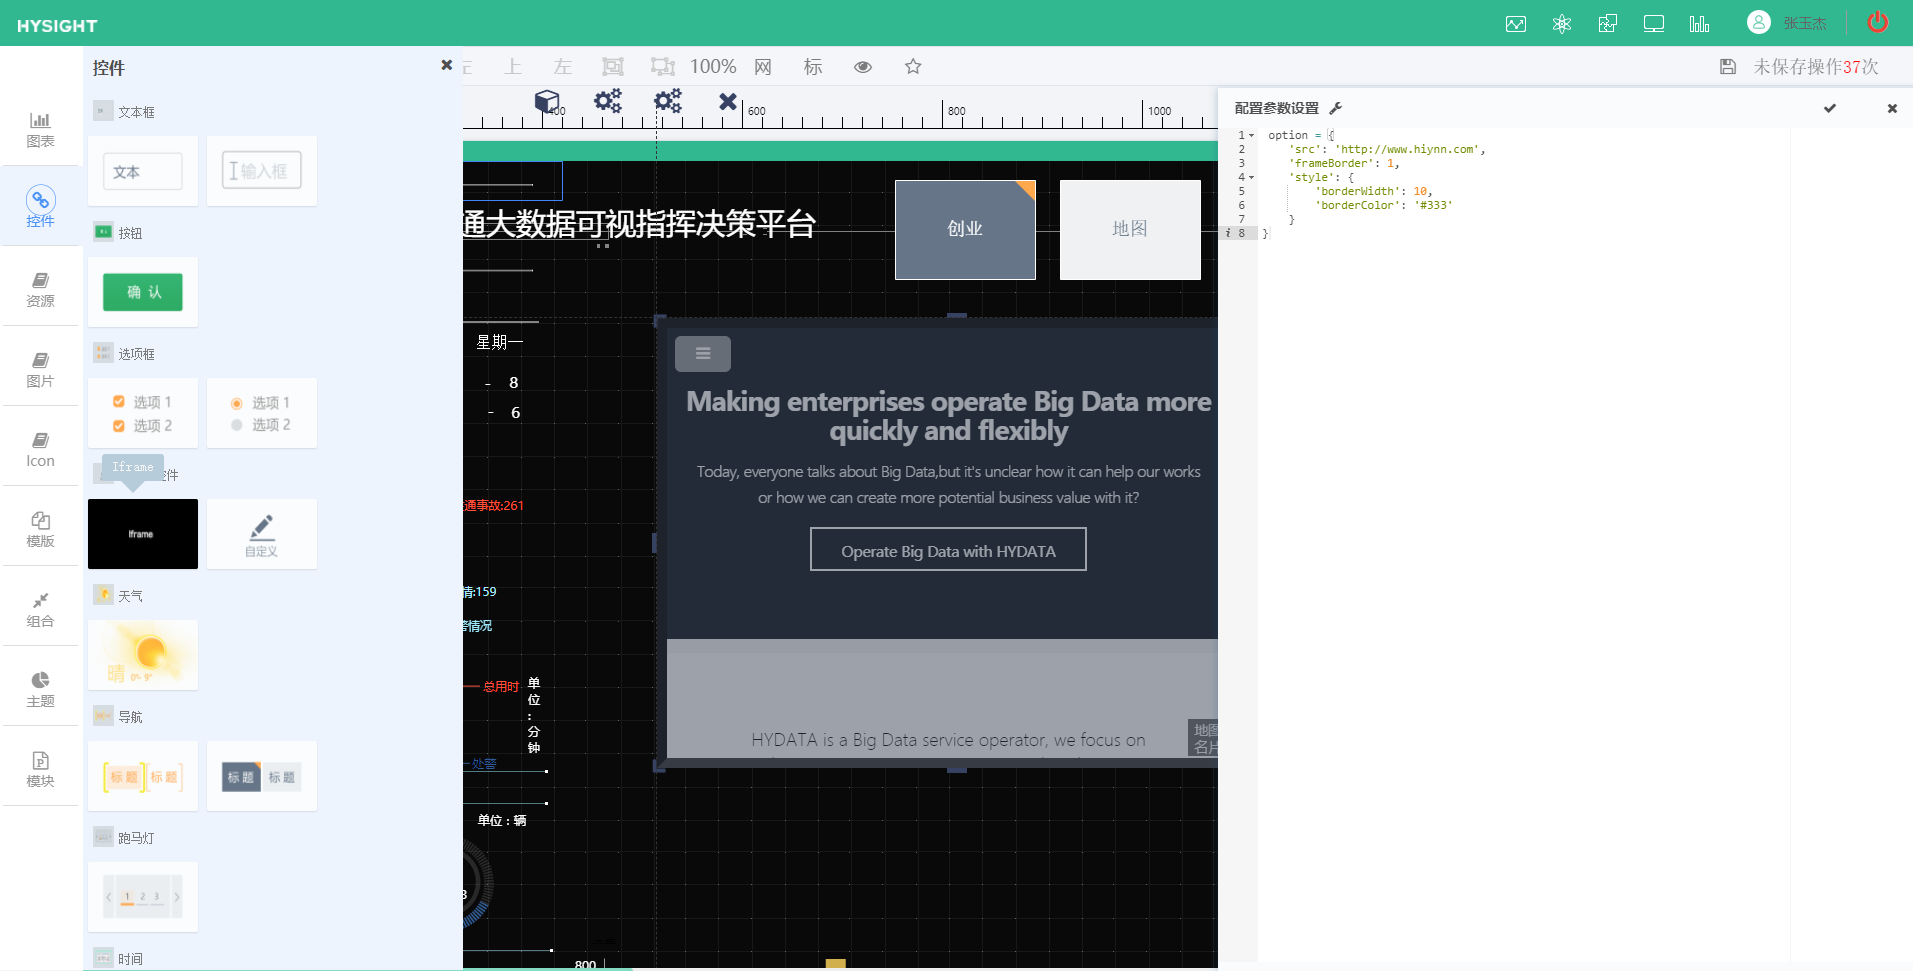 HYSIGHT
张玉杰
控件
上
左
100%
网
标
未保存操作37次
图表
控件
资源
图片
Icon
模版
组合
主题
模块
文本框
文本
输入框
按钮
确 认
选项框
选项 1
选项 2
选项 1
选项 2
Iframe
控件
Iframe
自定义
天气
晴
0°- 9°
导航
标 题
标 题
标 题
标 题
跑马灯
1 2 3
时间
400
600
800
1000
通大数据可视指挥决策平台
创业
地图
星期一
- 8
- 6
通事故:261
情:159
警情况
总用时
单位:分钟
处警
单位：辆
800
Making enterprises operate Big Data more
quickly and flexibly
Today, everyone talks about Big Data,but it's unclear how it can help our works
or how we can create more potential business value with it?
Operate Big Data with HYDATA
HYDATA is a Big Data service operator, we focus on
地图
名片
配置参数设置
1 option = {
2 'src': 'http://www.hiynn.com',
3 'frameBorder': 1,
4 'style': {
5 'borderWidth': 10,
6 'borderColor': '#333'
7 }
i 8 }